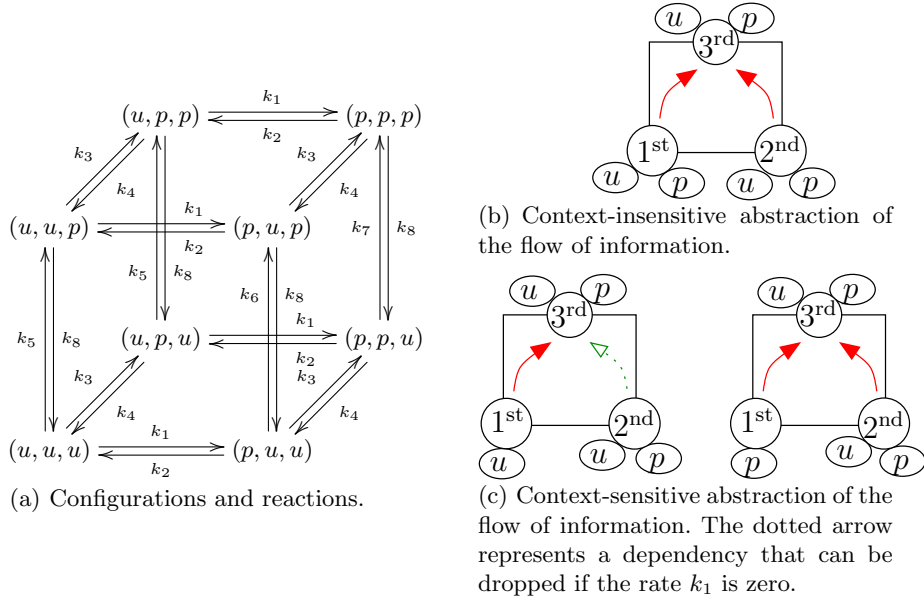 k₁
(u, p, p) (p, p, p)
k₂
k₃ k₃
k₄ k₄
k₁
(u, u, p) (p, u, p) k₇ k₈
k₂
k₅ k₈ k₆ k₈
k₁
k₅ k₈ (u, p, u) (p, p, u)
k₂
k₃ k₃
k₄ k₄
k₁
(u, u, u) (p, u, u)
k₂
(a) Configurations and reactions.
u p
3rd
1st 2nd
u p u p
(b) Context-insensitive abstraction of
the flow of information.
u p u p
3rd 3rd
1st 2nd 1st 2nd
u u p p u p
(c) Context-sensitive abstraction of the
flow of information. The dotted arrow
represents a dependency that can be
dropped if the rate k₁ is zero.